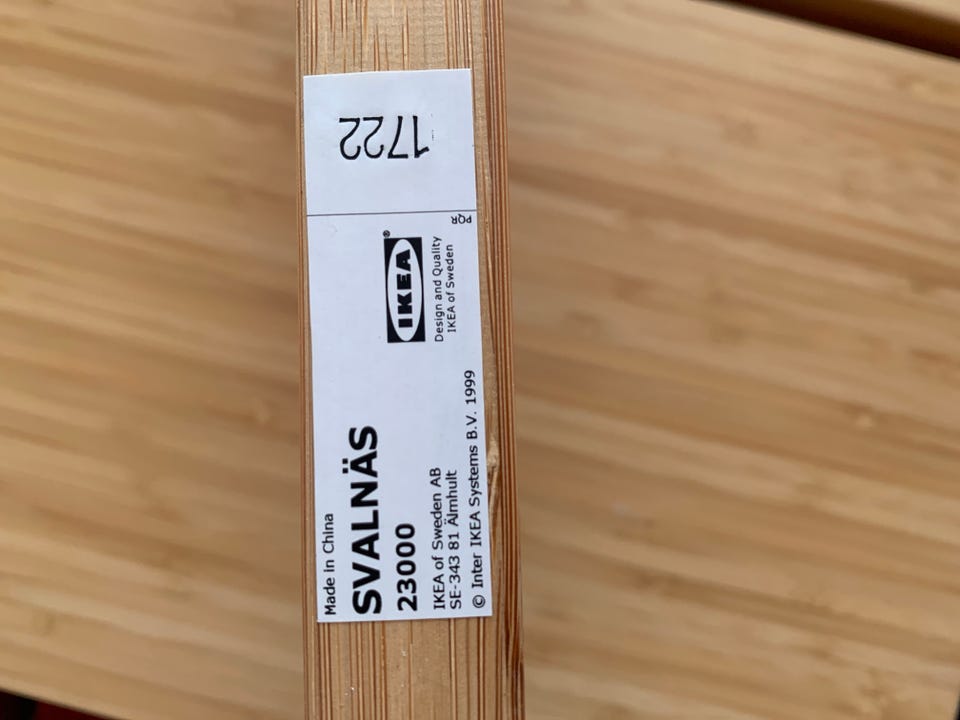 Made in China
SVALNÄS
23000
IKEA of Sweden AB
SE-343 81 Älmhult
© Inter IKEA Systems B.V. 1999
IKEA®
Design and Quality
IKEA of Sweden
PQR
1722